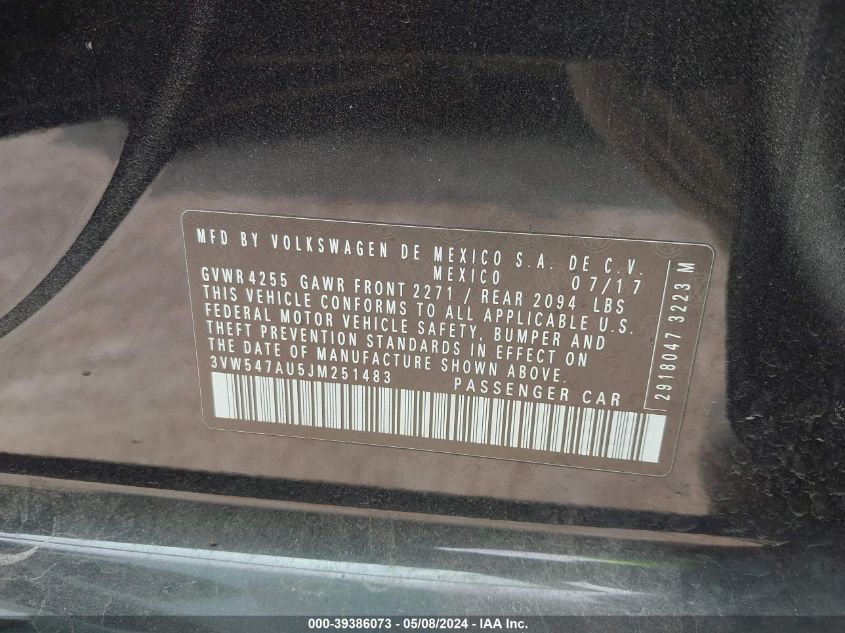 MFD BY VOLKSWAGEN DE MEXICO S.A. DE C.V.
MEXICO 07/17
GVWR 4255 GAWR FRONT 2271 / REAR 2094 LBS
THIS VEHICLE CONFORMS TO ALL APPLICABLE U.S.
FEDERAL MOTOR VEHICLE SAFETY, BUMPER AND
THEFT PREVENTION STANDARDS IN EFFECT ON
THE DATE OF MANUFACTURE SHOWN ABOVE.
3VW547AU5JM251483 PASSENGER CAR
2918047 3223 M
000-39386073 - 05/08/2024 - IAA Inc.